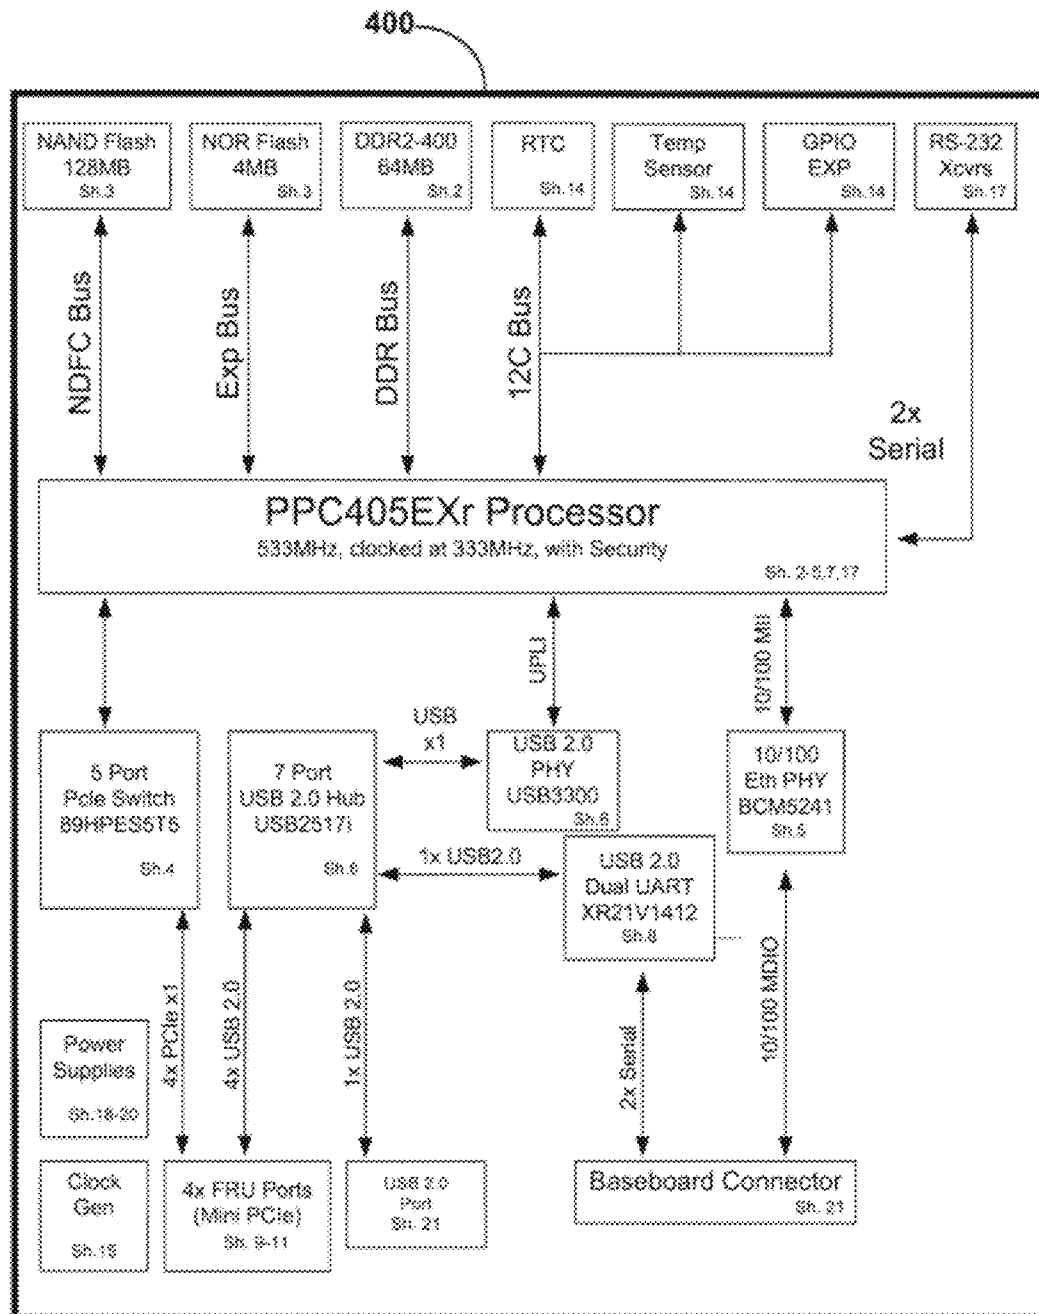 400
NAND Flash
128MB
Sh.3
NOR Flash
4MB
Sh.3
DDR2-400
64MB
Sh.2
RTC
Sh.14
Temp
Sensor
Sh.14
GPIO
EXP
Sh.14
RS-232
Xcvrs
Sh.17
NDFC Bus
Exp Bus
DDR Bus
12C Bus
2x
Serial
PPC405EXr Processor
533MHz, clocked at 333MHz, with Security
Sh. 2-5,7,17
UPLI
10/100 MII
USB
x1
5 Port
PcIe Switch
89HPES5T5
Sh.4
7 Port
USB 2.0 Hub
USB2517i
Sh.6
USB 2.0
PHY
USB3300
Sh.6
10/100
Eth PHY
BCM5241
Sh.5
1x USB2.0
USB 2.0
Dual UART
XR21V1412
Sh.8
4x PCIe x1
4x USB 2.0
1x USB 2.0
2x Serial
10/100 MDIO
Power
Supplies
Sh.18-20
Clock
Gen
Sh.15
4x FRU Ports
(Mini PCIe)
Sh. 9-11
USB 2.0
Port
Sh. 21
Baseboard Connector
Sh. 21